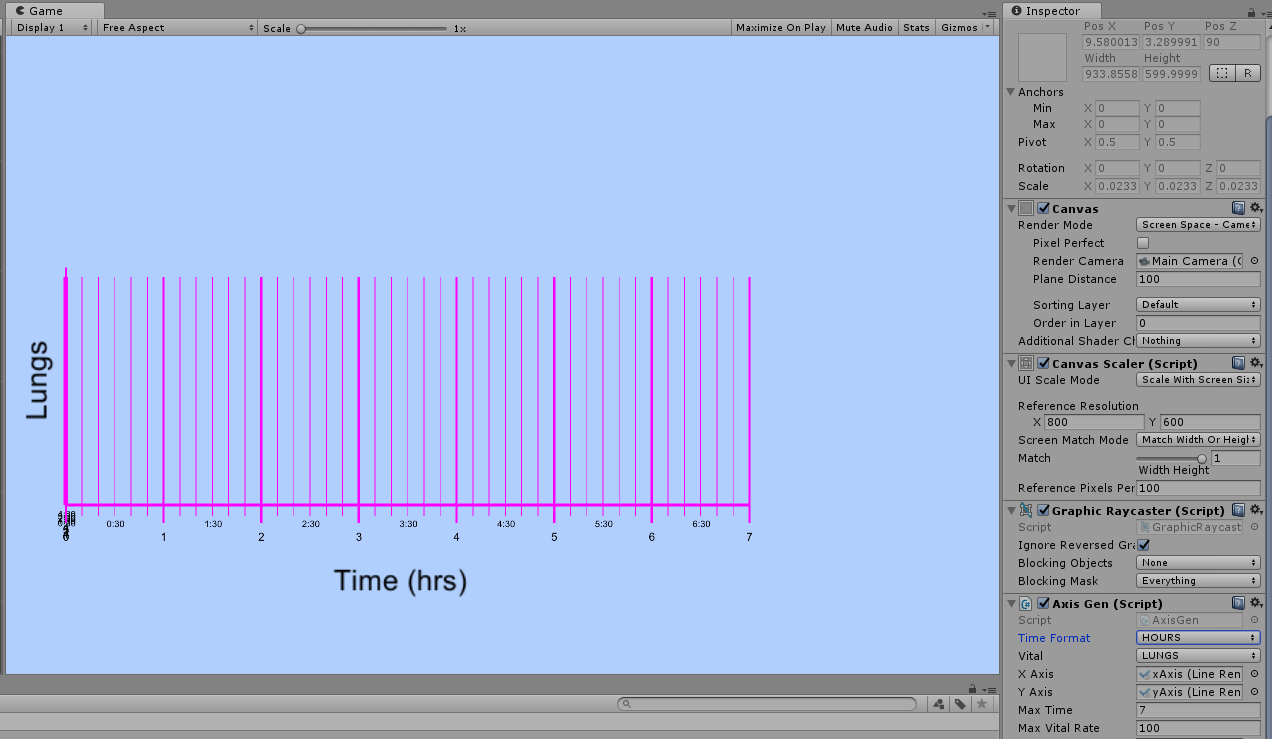 Game
Display 1 Free Aspect Scale 1x Maximize On Play Mute Audio Stats Gizmos
Lungs
0:30 1:30 2:30 3:30 4:30 5:30 6:30
0 1 2 3 4 5 6 7
Time (hrs)
Inspector
Pos X Pos Y Pos Z
9.580013 3.289991 90
Width Height
933.8558 599.9999 R
Anchors
Min X 0 Y 0
Max X 0 Y 0
Pivot X 0.5 Y 0.5
Rotation X 0 Y 0 Z 0
Scale X 0.0233 Y 0.0233 Z 0.0233
Canvas
Render Mode Screen Space - Came
Pixel Perfect
Render Camera Main Camera (
Plane Distance 100
Sorting Layer Default
Order in Layer 0
Additional Shader Ch Nothing
Canvas Scaler (Script)
UI Scale Mode Scale With Screen Siz
Reference Resolution
X 800 Y 600
Screen Match Mode Match Width Or Heigh
Match 1
Width Height
Reference Pixels Per 100
Graphic Raycaster (Script)
Script GraphicRaycast
Ignore Reversed Gra
Blocking Objects None
Blocking Mask Everything
Axis Gen (Script)
Script AxisGen
Time Format HOURS
Vital LUNGS
X Axis xAxis (Line Ren
Y Axis yAxis (Line Ren
Max Time 7
Max Vital Rate 100